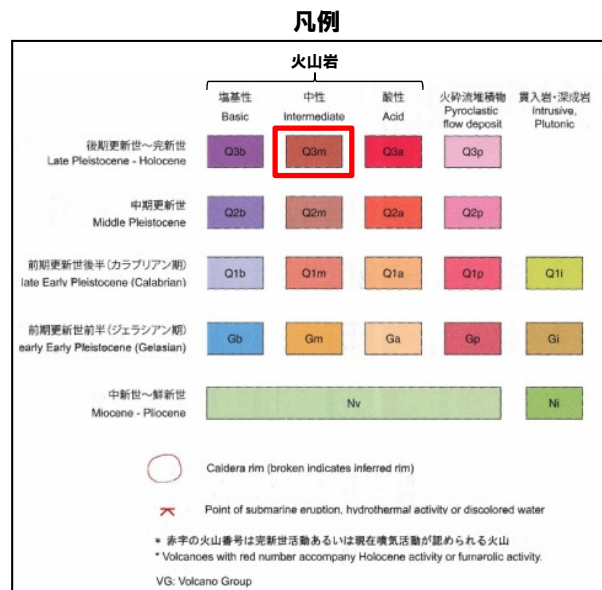 凡例
火山岩
塩基性 中性 酸性 火砕流堆積物 貫入岩・深成岩
Basic Intermediate Acid Pyroclastic flow deposit Intrusive, Plutonic
後期更新世～完新世
Late Pleistocene - Holocene
Q3b Q3m Q3a Q3p
中期更新世
Middle Pleistocene
Q2b Q2m Q2a Q2p
前期更新世後半(カラブリアン期)
late Early Pleistocene (Calabrian)
Q1b Q1m Q1a Q1p Q1i
前期更新世前半(ジェラシアン期)
early Early Pleistocene (Gelasian)
Gb Gm Ga Gp Gi
中新世～鮮新世
Miocene - Pliocene
Nv Ni
Caldera rim (broken indicates inferred rim)
Point of submarine eruption, hydrothermal activity or discolored water
* 赤字の火山番号は完新世活動あるいは現在噴気活動が認められる火山
* Volcanoes with red number accompany Holocene activity or fumarolic activity.
VG: Volcano Group